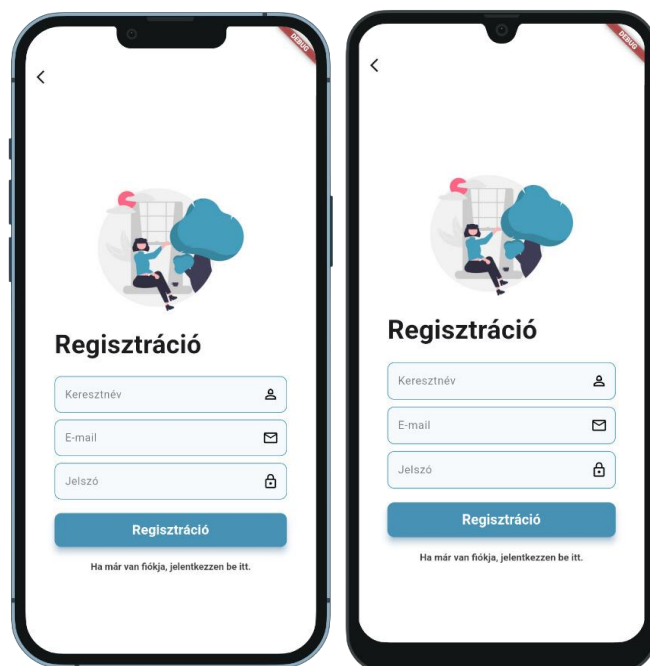 DEBUG
Regisztráció
Keresztnév
E-mail
Jelszó
Regisztráció
Ha már van fiókja, jelentkezzen be itt.
DEBUG
Regisztráció
Keresztnév
E-mail
Jelszó
Regisztráció
Ha már van fiókja, jelentkezzen be itt.